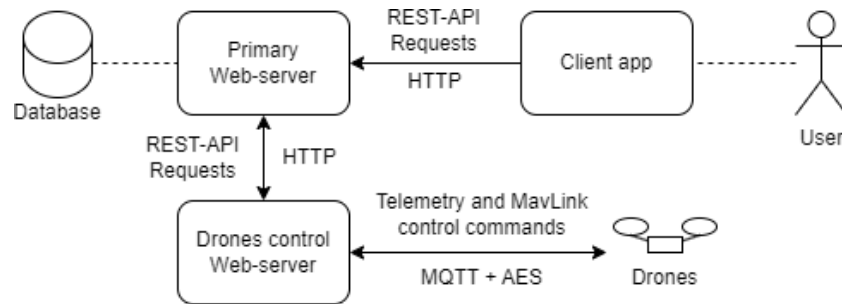 REST-API
Requests
Primary
Web-server
Client app
HTTP
Database
User
REST-API
Requests
HTTP
Telemetry and MavLink
control commands
Drones control
Web-server
MQTT + AES
Drones